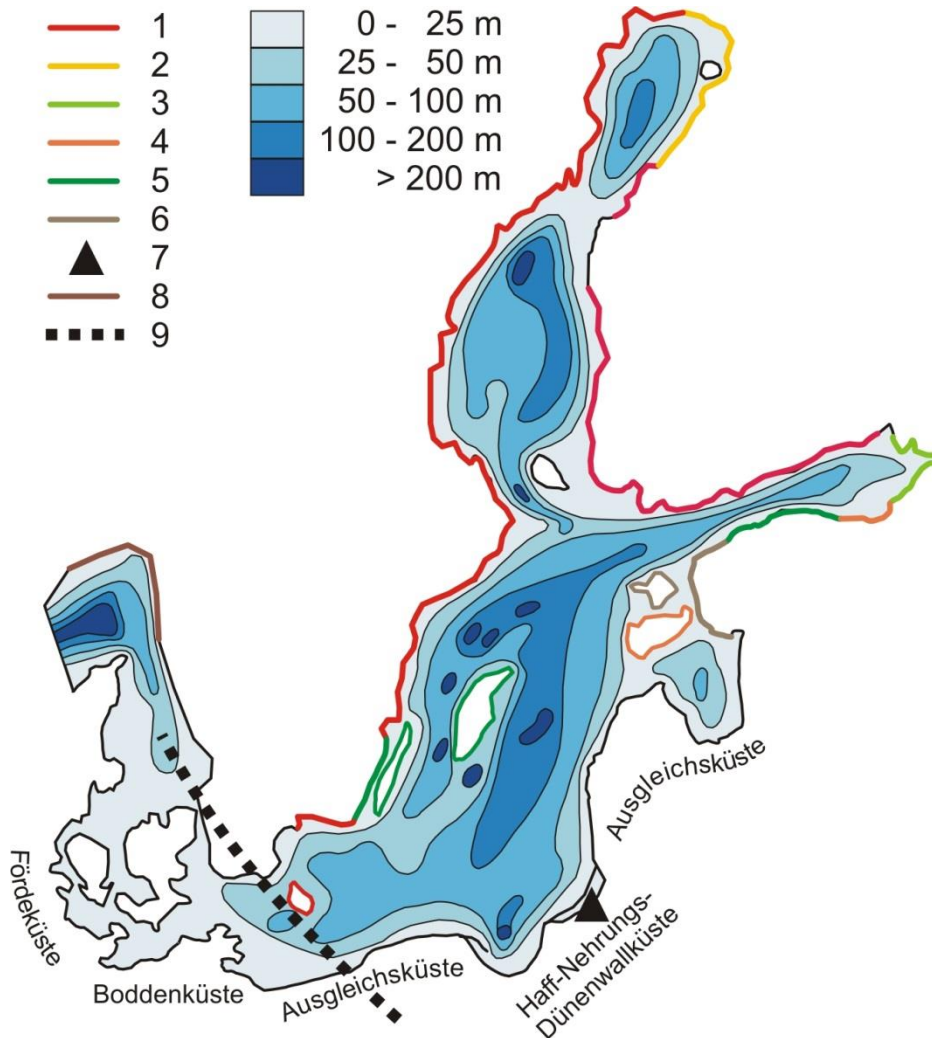 1
2
3
4
5
6
7
8
9
0 - 25 m
25 - 50 m
50 - 100 m
100 - 200 m
> 200 m
Fördeküste
Boddenküste
Ausgleichsküste
Haff-Nehrungs-
Dünenwallküste
Ausgleichsküste